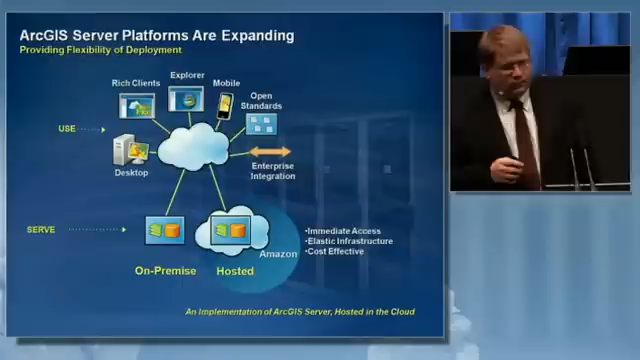 ArcGIS Server Platforms Are Expanding
Providing Flexibility of Deployment
Rich Clients
Explorer
Mobile
Open
Standards
USE
Desktop
Enterprise
Integration
SERVE
Amazon
•Immediate Access
•Elastic Infrastructure
•Cost Effective
On-Premise
Hosted
An Implementation of ArcGIS Server, Hosted in the Cloud